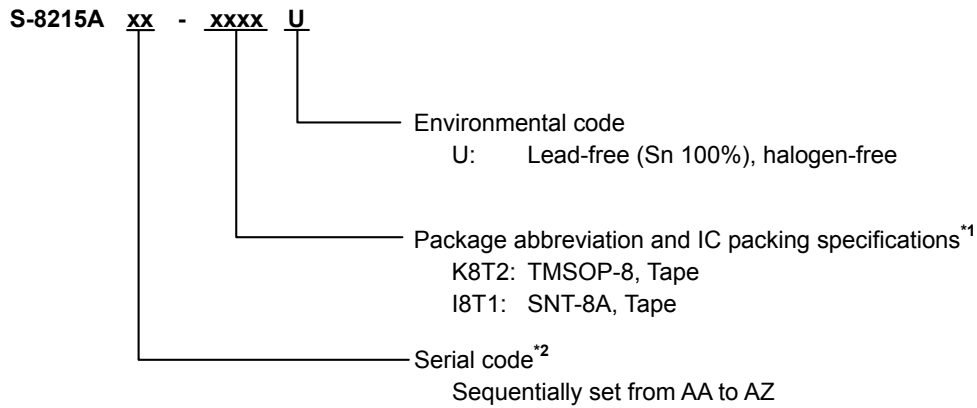 S-8215A xx - xxxx U
Environmental code
U: Lead-free (Sn 100%), halogen-free
Package abbreviation and IC packing specifications*1
K8T2: TMSOP-8, Tape
I8T1: SNT-8A, Tape
Serial code*2
Sequentially set from AA to AZ